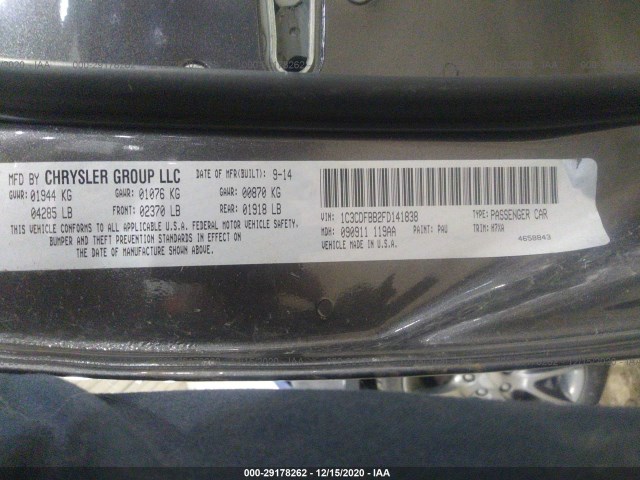 MFD BY CHRYSLER GROUP LLC DATE OF MFR(BUILT): 9-14
GVWR: 01944 KG GAWR: 01076 KG GAWR: 00870 KG
04285 LB FRONT: 02370 LB REAR: 01918 LB
THIS VEHICLE CONFORMS TO ALL APPLICABLE U.S.A. FEDERAL MOTOR VEHICLE SAFETY,
BUMPER AND THEFT PREVENTION STANDARDS IN EFFECT ON
THE DATE OF MANUFACTURE SHOWN ABOVE.
VIN: 1C3CDFBB2FD141838 TYPE: PASSENGER CAR
MDH: 090911 119AA PAINT: PAU TRIM: H7XA
VEHICLE MADE IN U.S.A. 4658843
000-29178262 - 12/15/2020 - IAA